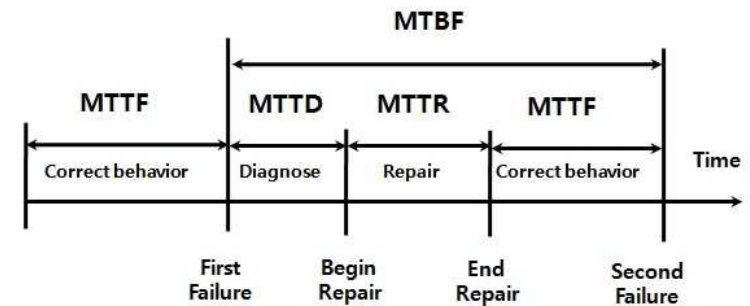 MTBF
MTTF MTTD MTTR MTTF
Correct behavior Diagnose Repair Correct behavior
Time
First Failure
Begin Repair
End Repair
Second Failure